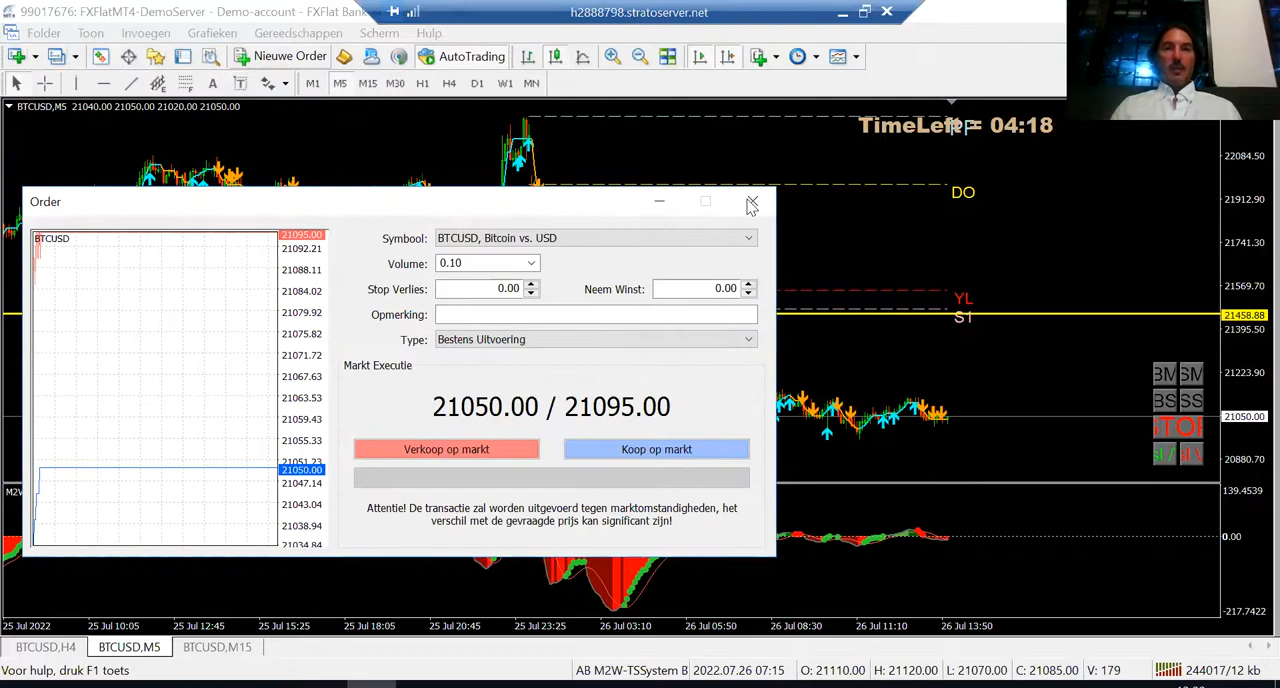 99017676: FXFlatMT4-DemoServer - Demo-account - FXFlat Bank
h2888798.stratoserver.net
Folder Toon Invoegen Grafieken Gereedschappen Scherm Hulp
Nieuwe Order AutoTrading
M1 M5 M15 M30 H1 H4 D1 W1 MN
BTCUSD,M5 21040.00 21050.00 21020.00 21050.00
TimeLeft = 04:18
22084.50
DO
21912.90
21741.30
YL
21569.70
S1
21458.88
21395.50
21223.90
BM SM
BS SS
21050.00
20880.70
139.4539
0.00
-217.7422
Order
BTCUSD
21095.00
21092.21
21088.11
21084.02
21079.92
21075.82
21071.72
21067.63
21063.53
21059.43
21055.33
21051.23
21050.00
21047.14
21043.04
21038.94
21034.84
Symbool: BTCUSD, Bitcoin vs. USD
Volume: 0.10
Stop Verlies: 0.00 Neem Winst: 0.00
Opmerking:
Type: Bestens Uitvoering
Markt Executie
21050.00 / 21095.00
Verkoop op markt Koop op markt
Attentie! De transactie zal worden uitgevoerd tegen marktomstandigheden, het
verschil met de gevraagde prijs kan significant zijn!
25 Jul 2022 25 Jul 10:05 25 Jul 12:45 25 Jul 15:25 25 Jul 18:05 25 Jul 20:45 25 Jul 23:25 26 Jul 03:10 26 Jul 05:50 26 Jul 08:30 26 Jul 11:10 26 Jul 13:50
BTCUSD,H4 BTCUSD,M5 BTCUSD,M15
Voor hulp, druk F1 toets AB M2W-TSSystem B 2022.07.26 07:15 O: 21110.00 H: 21120.00 L: 21070.00 C: 21085.00 V: 179 244017/12 kb